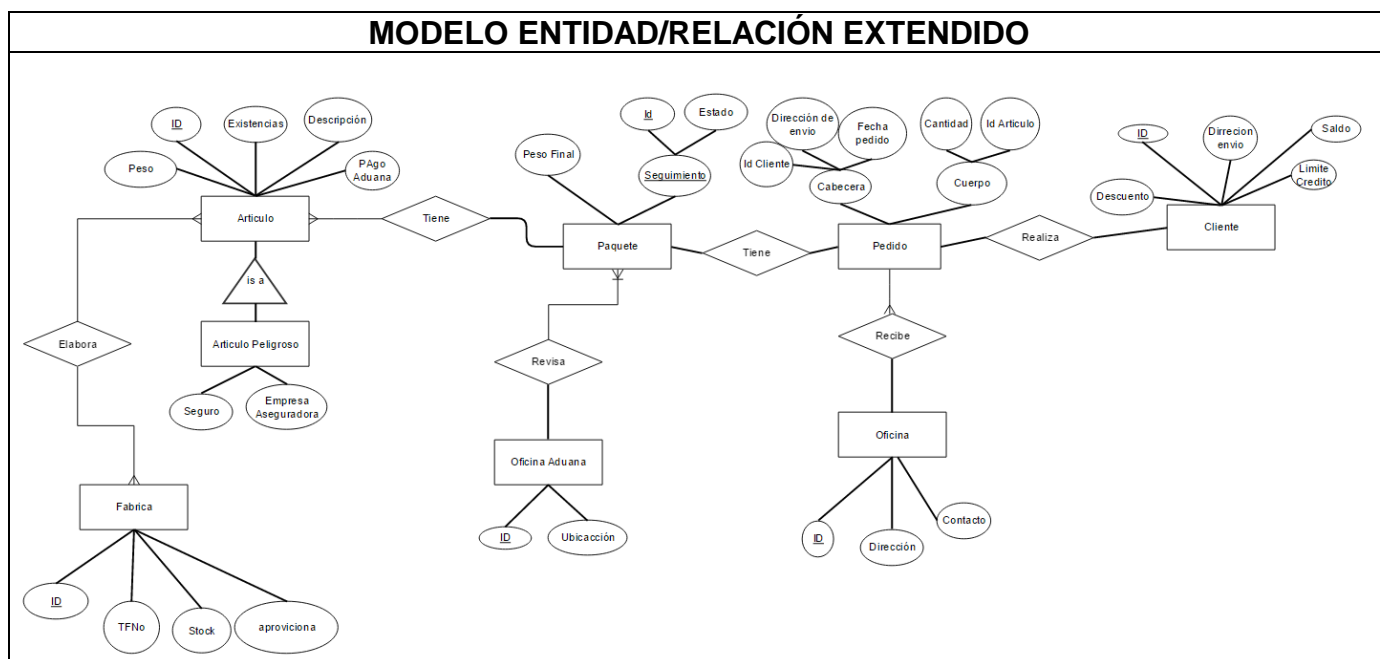 MODELO ENTIDAD/RELACIÓN EXTENDIDO
ID
Existencias
Descripción
Peso
PAgo
Aduana
Articulo
Tiene
is a
Articulo Peligroso
Seguro
Empresa
Aseguradora
Elabora
Fabrica
ID
TFNo
Stock
aproviciona
Id
Estado
Peso Final
Seguimiento
Paquete
Tiene
Revisa
Oficina Aduana
ID
Ubicacción
Dirección de
envio
Fecha
pedido
Id Cliente
Cabecera
Cantidad
Id Articulo
Cuerpo
Pedido
Realiza
Recibe
Oficina
ID
Dirección
Contacto
ID
Dirrecion
envio
Saldo
Limite
Credito
Descuento
Cliente